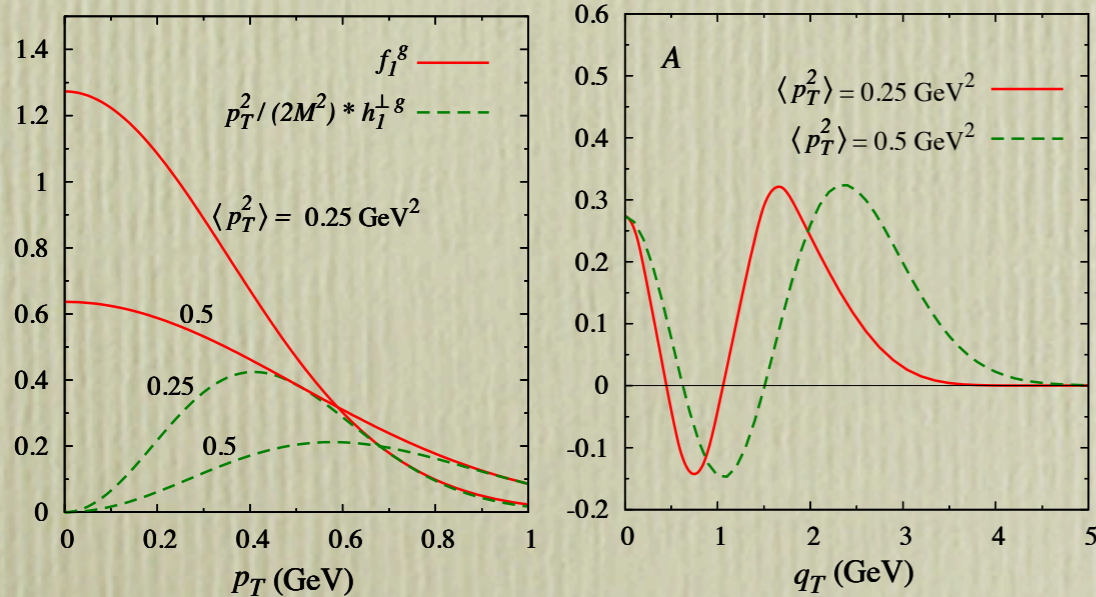 1.4
1.2
1
0.8
0.6
0.4
0.2
0
0 0.2 0.4 0.6 0.8 1
p_T (GeV)
f_1^g
p_T^2/(2M^2) * h_1^{⊥ g}
⟨p_T^2⟩ = 0.25 GeV^2
0.5
0.25
0.5
0.6
0.5
0.4
0.3
0.2
0.1
0
-0.1
-0.2
0 1 2 3 4 5
q_T (GeV)
A
⟨p_T^2⟩ = 0.25 GeV^2
⟨p_T^2⟩ = 0.5 GeV^2